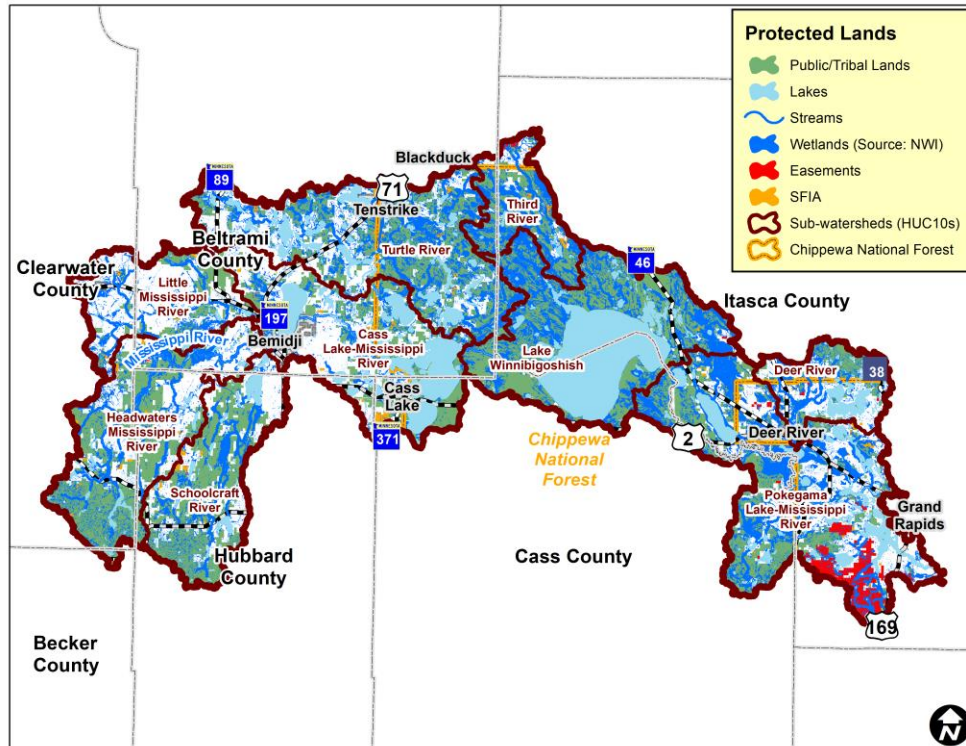 Protected Lands
Public/Tribal Lands
Lakes
Streams
Wetlands (Source: NWI)
Easements
SFIA
Sub-watersheds (HUC10s)
Chippewa National Forest
Blackduck
89
71
Tenstrike
Third
River
Beltrami
County
Turtle River
46
Clearwater
County
Little
Mississippi
River
Itasca County
197
Bemidji
Mississippi River
Cass
Lake-Mississippi
River
Lake
Winnibigoshish
Deer River
38
Cass
Lake
Headwaters
Mississippi
River
371
2
Deer River
Chippewa
National
Forest
Schoolcraft
River
Pokegama
Lake-Mississippi
River
Grand
Rapids
Hubbard
County
Cass County
169
Becker
County
N